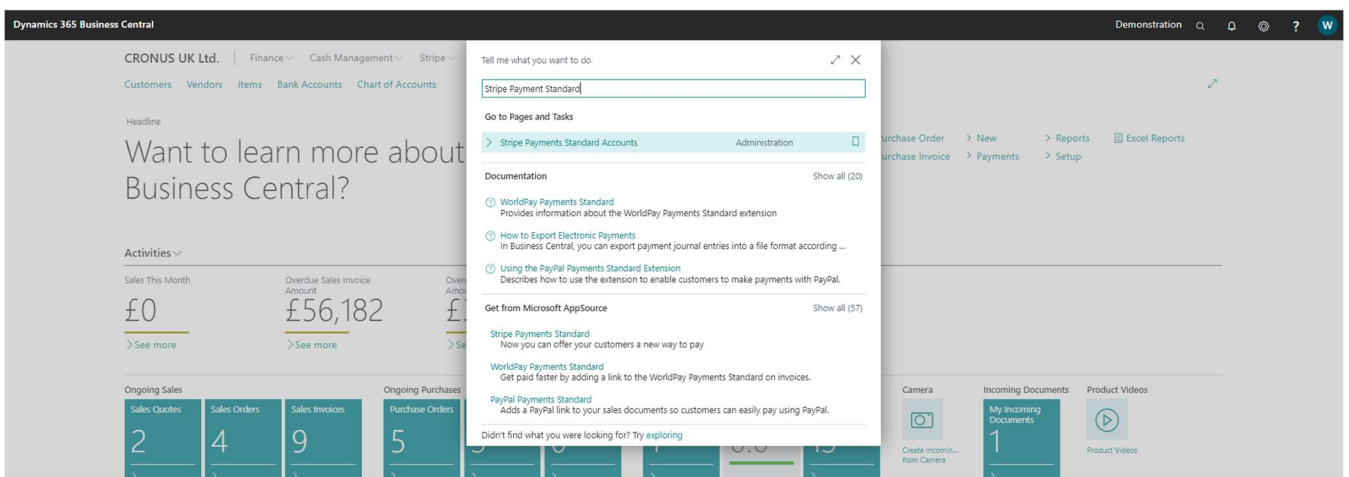 Dynamics 365 Business Central
Demonstration
?
W
CRONUS UK Ltd.
Finance
Cash Management
Stripe
Customers
Vendors
Items
Bank Accounts
Chart of Accounts
Headline
Want to learn more about
Business Central?
Tell me what you want to do
Stripe Payment Standard
Go to Pages and Tasks
Stripe Payments Standard Accounts
Administration
Documentation
Show all (20)
WorldPay Payments Standard
Provides information about the WorldPay Payments Standard extension
How to Export Electronic Payments
In Business Central, you can export payment journal entries into a file format according ...
Using the PayPal Payments Standard Extension
Describes how to use the extension to enable customers to make payments with PayPal.
Get from Microsoft AppSource
Show all (57)
Stripe Payments Standard
Now you can offer your customers a new way to pay
WorldPay Payments Standard
Get paid faster by adding a link to the WorldPay Payments Standard on invoices.
PayPal Payments Standard
Adds a PayPal link to your sales documents so customers can easily pay using PayPal.
Didn't find what you were looking for? Try exploring
Order
> New
> Reports
Excel Reports
Invoice
> Payments
> Setup
Activities
Sales This Month
£0
> See more
Overdue Sales Invoice
Amount
£56,182
> See more
£
Ongoing Sales
Sales Quotes
2
Sales Orders
4
Sales Invoices
9
Ongoing Purchases
Purchase Orders
5
Camera
Create Incomin...
from Camera
Incoming Documents
My Incoming
Documents
1
Product Videos
Product Videos